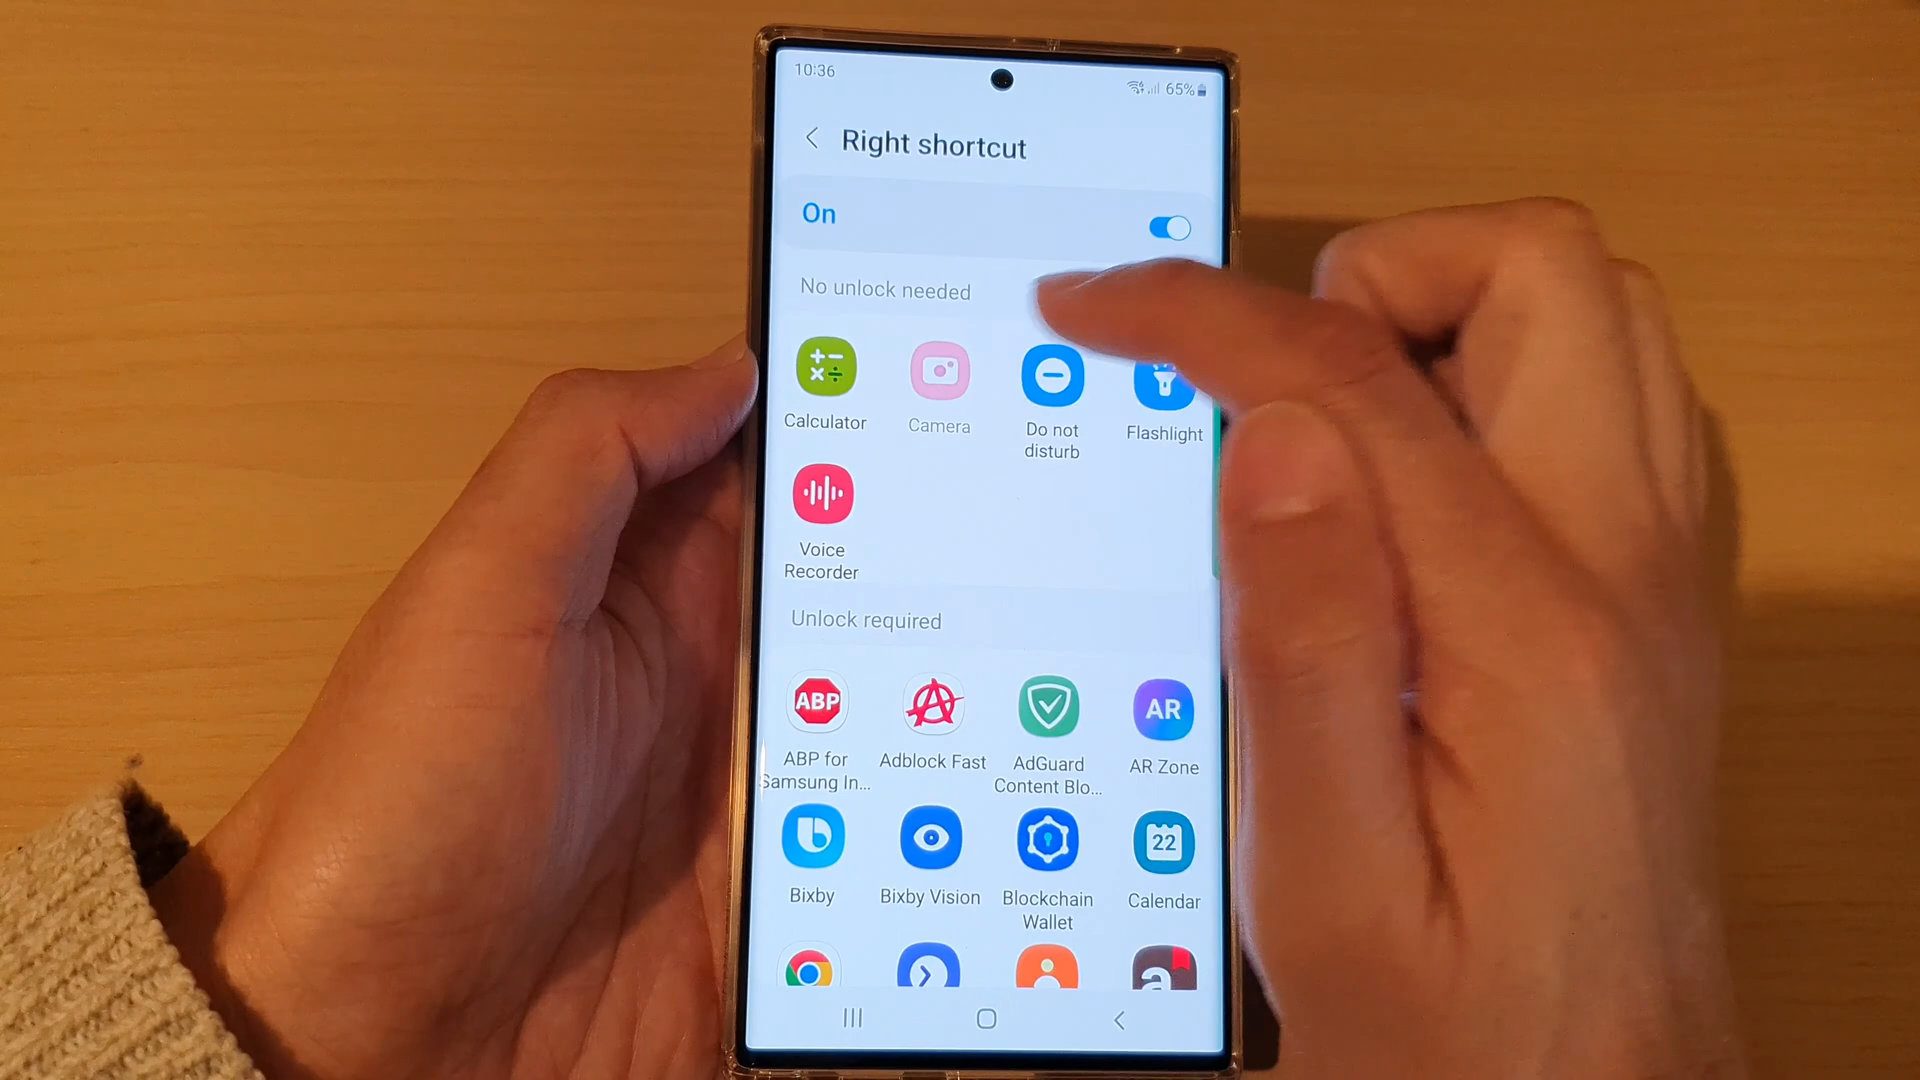 10:36
65%
Right shortcut
On
No unlock needed
Calculator
Camera
Do not
disturb
Flashlight
Voice
Recorder
Unlock required
ABP
AR
ABP for
Samsung In...
Adblock Fast
AdGuard
Content Blo...
AR Zone
22
Bixby
Bixby Vision
Blockchain
Wallet
Calendar
a